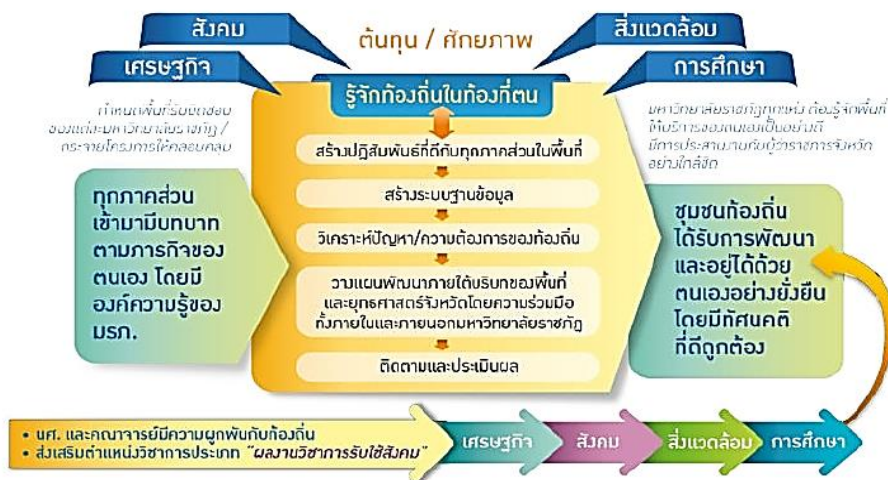 สังคม
ต้นทุน / ศักยภาพ
สิ่งแวดล้อม
เศรษฐกิจ
การศึกษา
รู้จักท้องถิ่นในท้องที่ตน
กำหนดพื้นที่รับผิดชอบ
ของแต่ละมหาวิทยาลัยราชภัฏ /
กระจายโครงการให้ครอบคลุม
มหาวิทยาลัยราชภัฏทุกแห่ง ต้องรู้จักพื้นที่
ให้บริการของตนเองเป็นอย่างดี
มีการประสานงานกับผู้ว่าราชการจังหวัด
อย่างใกล้ชิด
สร้างปฏิสัมพันธ์ที่ดีกับทุกภาคส่วนในพื้นที่
สร้างระบบฐานข้อมูล
วิเคราะห์ปัญหา/ความต้องการของท้องถิ่น
วางแผนพัฒนาภายใต้บริบทของพื้นที่
และยุทธศาสตร์จังหวัดโดยความร่วมมือ
ทั้งภายในและภายนอกมหาวิทยาลัยราชภัฏ
ติดตามและประเมินผล
ทุกภาคส่วน
เข้ามามีบทบาท
ตามภารกิจของ
ตนเอง โดยมี
องค์ความรู้ของ
มรภ.
ชุมชนท้องถิ่น
ได้รับการพัฒนา
และอยู่ได้ด้วย
ตนเองอย่างยั่งยืน
โดยมีทัศนคติ
ที่ดีถูกต้อง
• นศ. และคณาจารย์มีความผูกพันกับท้องถิ่น
• ส่งเสริมตำแหน่งวิชาการประเภท "ผลงานวิชาการรับใช้สังคม"
เศรษฐกิจ
สังคม
สิ่งแวดล้อม
การศึกษา